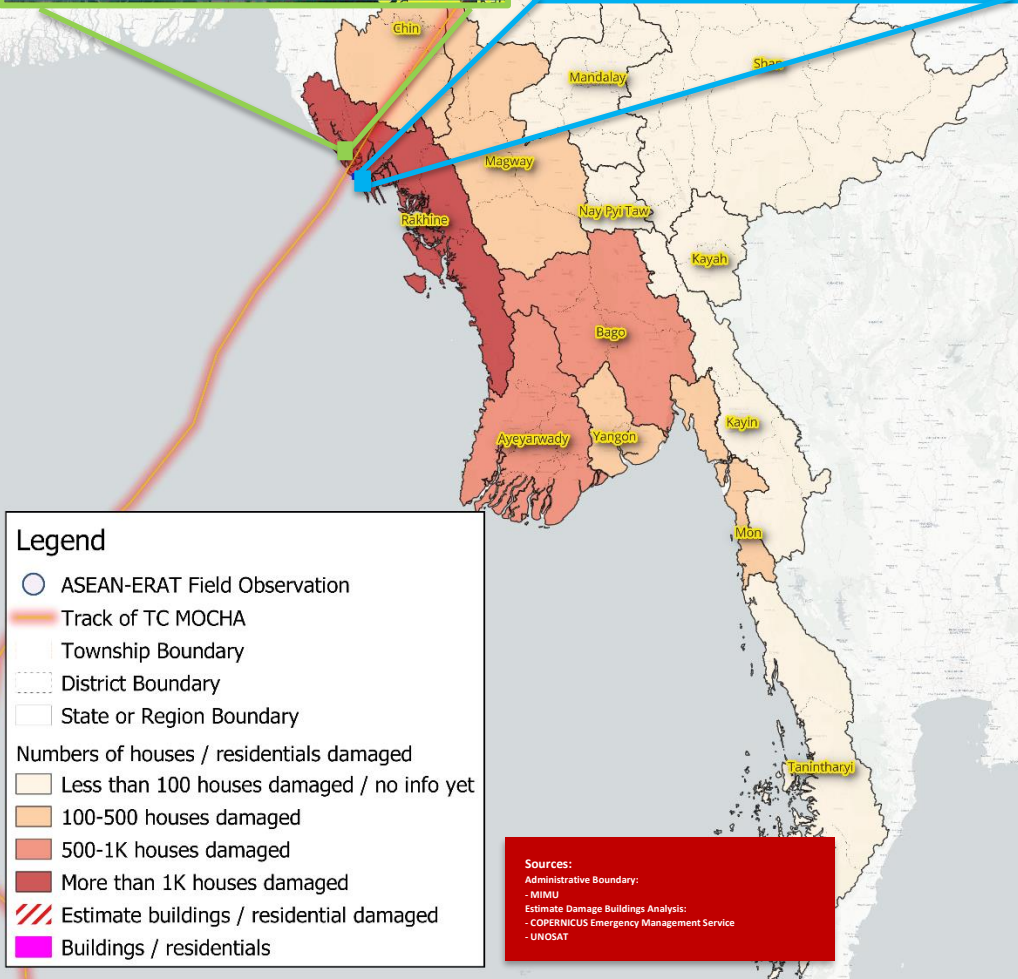 Chin
Mandalay
Shan
Magway
Nay Pyi Taw
Rakhine
Kayah
Bago
Kayin
Ayeyarwady
Yangon
Mon
Tanintharyi
Legend
ASEAN-ERAT Field Observation
Track of TC MOCHA
Township Boundary
District Boundary
State or Region Boundary
Numbers of houses / residentials damaged
Less than 100 houses damaged / no info yet
100-500 houses damaged
500-1K houses damaged
More than 1K houses damaged
Estimate buildings / residential damaged
Buildings / residentials
Sources:
Administrative Boundary:
- MIMU
Estimate Damage Buildings Analysis:
- COPERNICUS Emergency Management Service
- UNOSAT